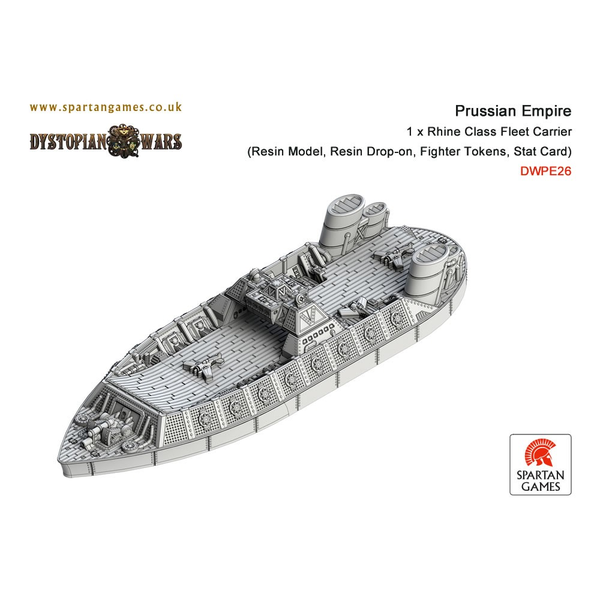 www.spartangames.co.uk
DYSTOPIAN WARS
Prussian Empire
1 x Rhine Class Fleet Carrier
(Resin Model, Resin Drop-on, Fighter Tokens, Stat Card)
DWPE26
SPARTAN
GAMES